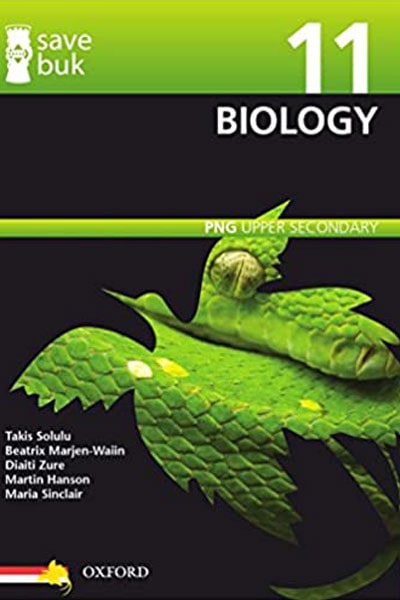 save
buk
11
BIOLOGY
PNG UPPER SECONDARY
Takis Solulu
Beatrix Marjen-Waiin
Diaiti Zure
Martin Hanson
Maria Sinclair
OXFORD